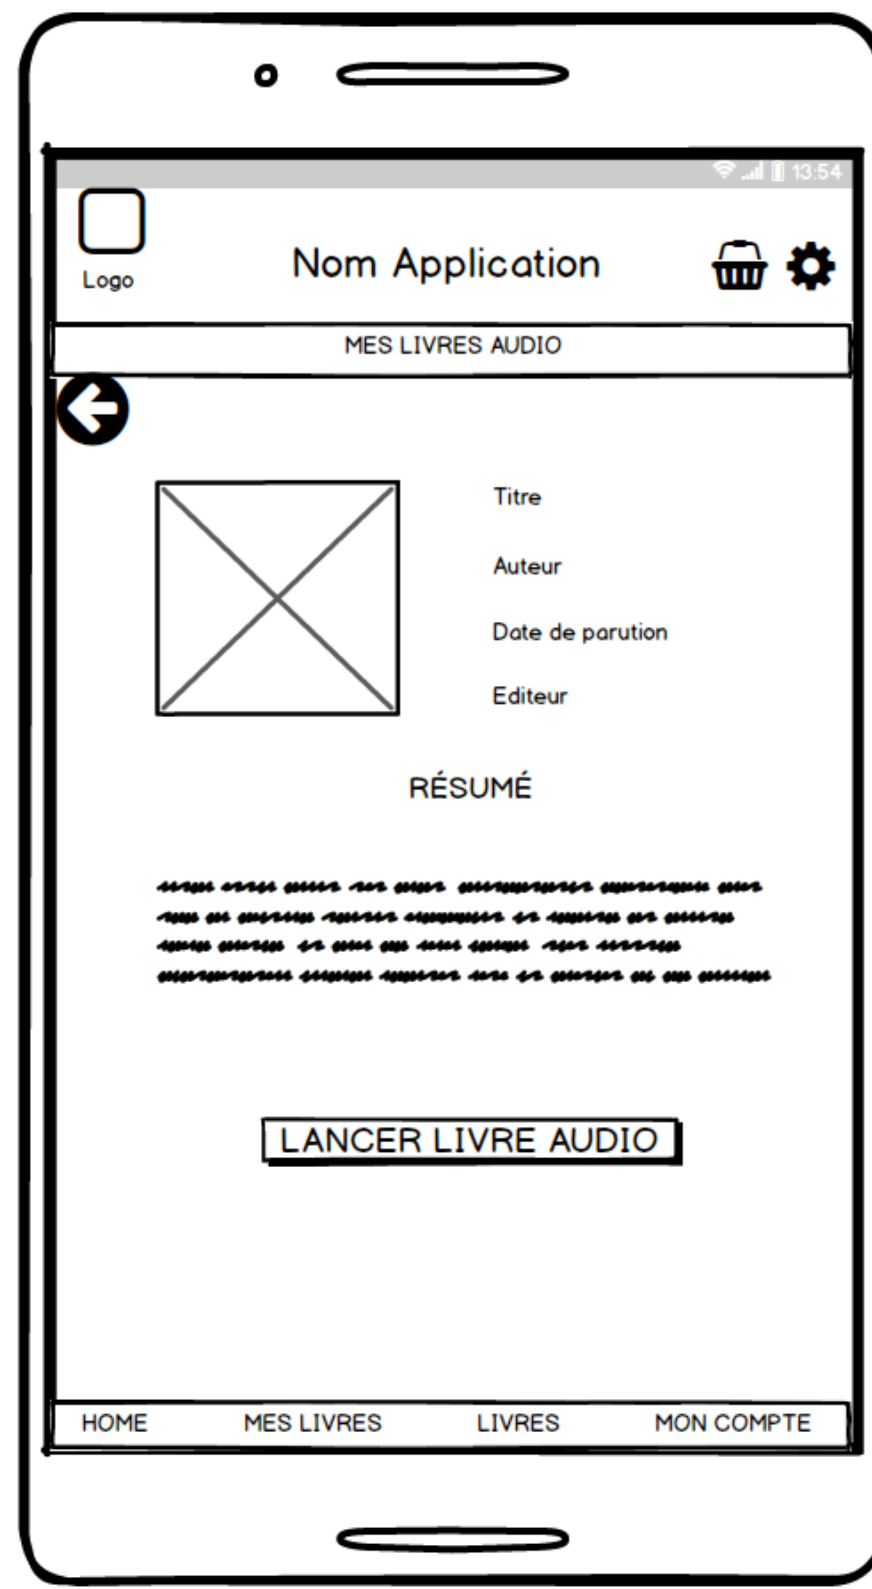 13:54
Logo
Nom Application
MES LIVRES AUDIO
Titre
Auteur
Date de parution
Editeur
RÉSUMÉ
LANCER LIVRE AUDIO
HOME MES LIVRES LIVRES MON COMPTE